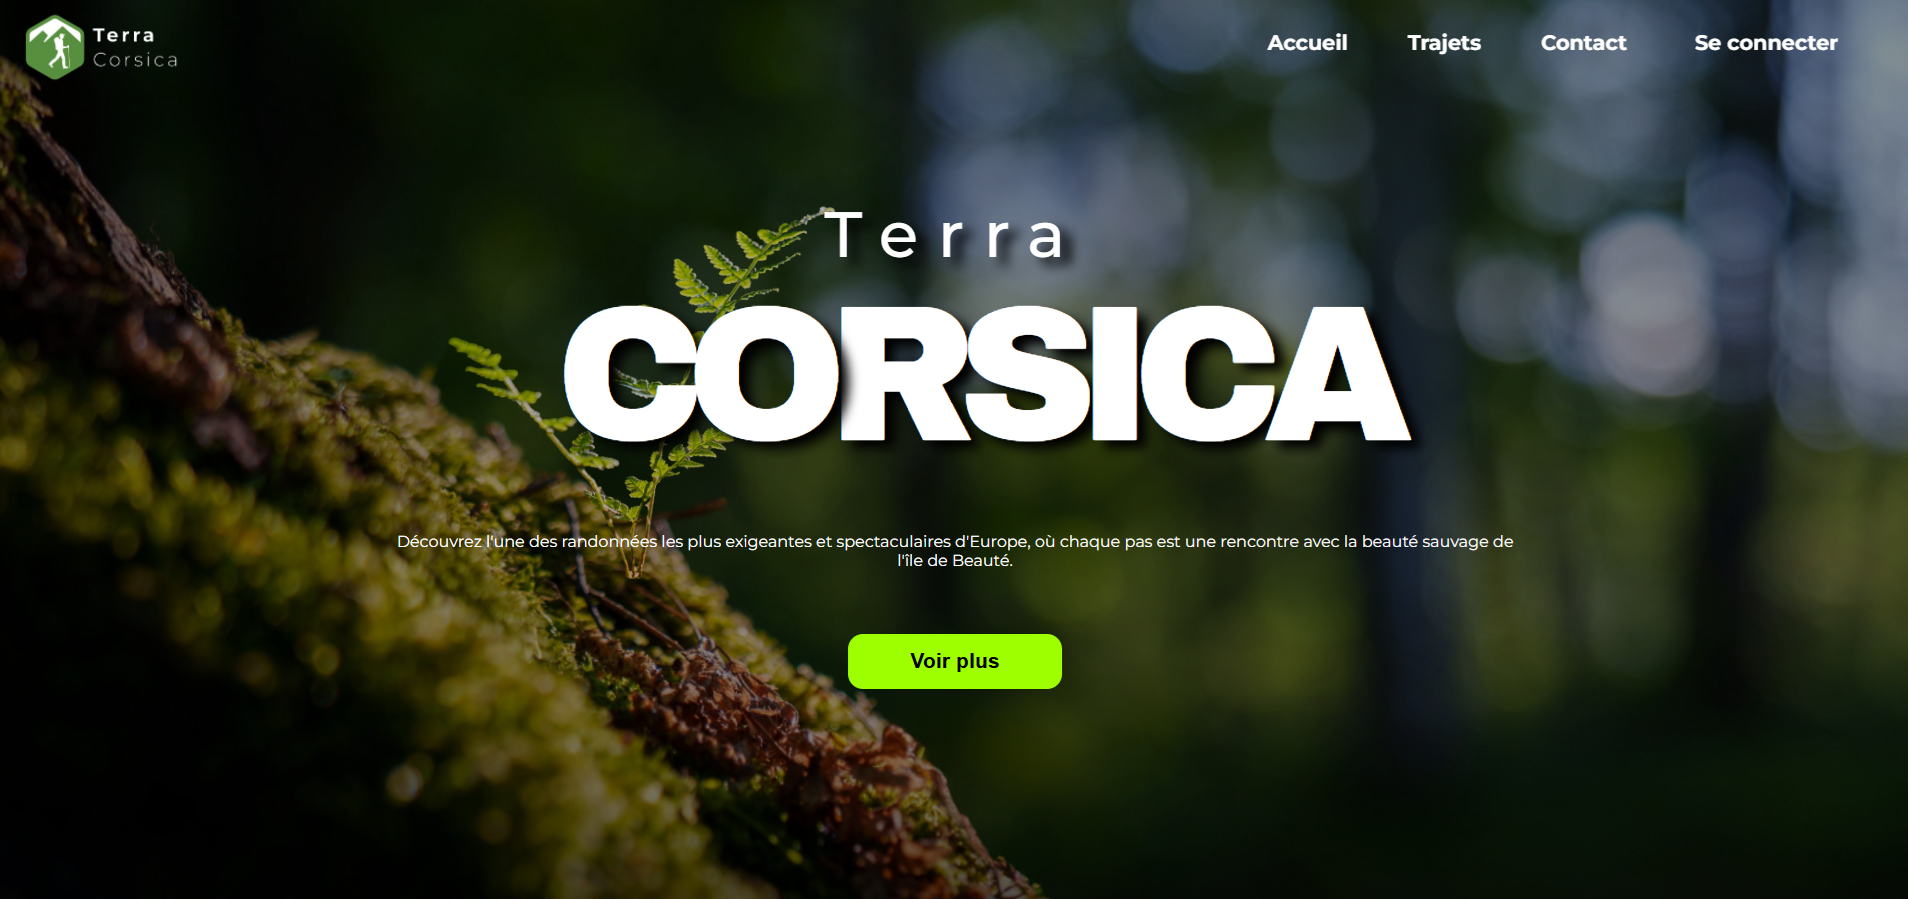 Terra
Corsica
Accueil
Trajets
Contact
Se connecter
Terra
CORSICA
Découvrez l'une des randonnées les plus exigeantes et spectaculaires d'Europe, où chaque pas est une rencontre avec la beauté sauvage de
l'île de Beauté.
Voir plus